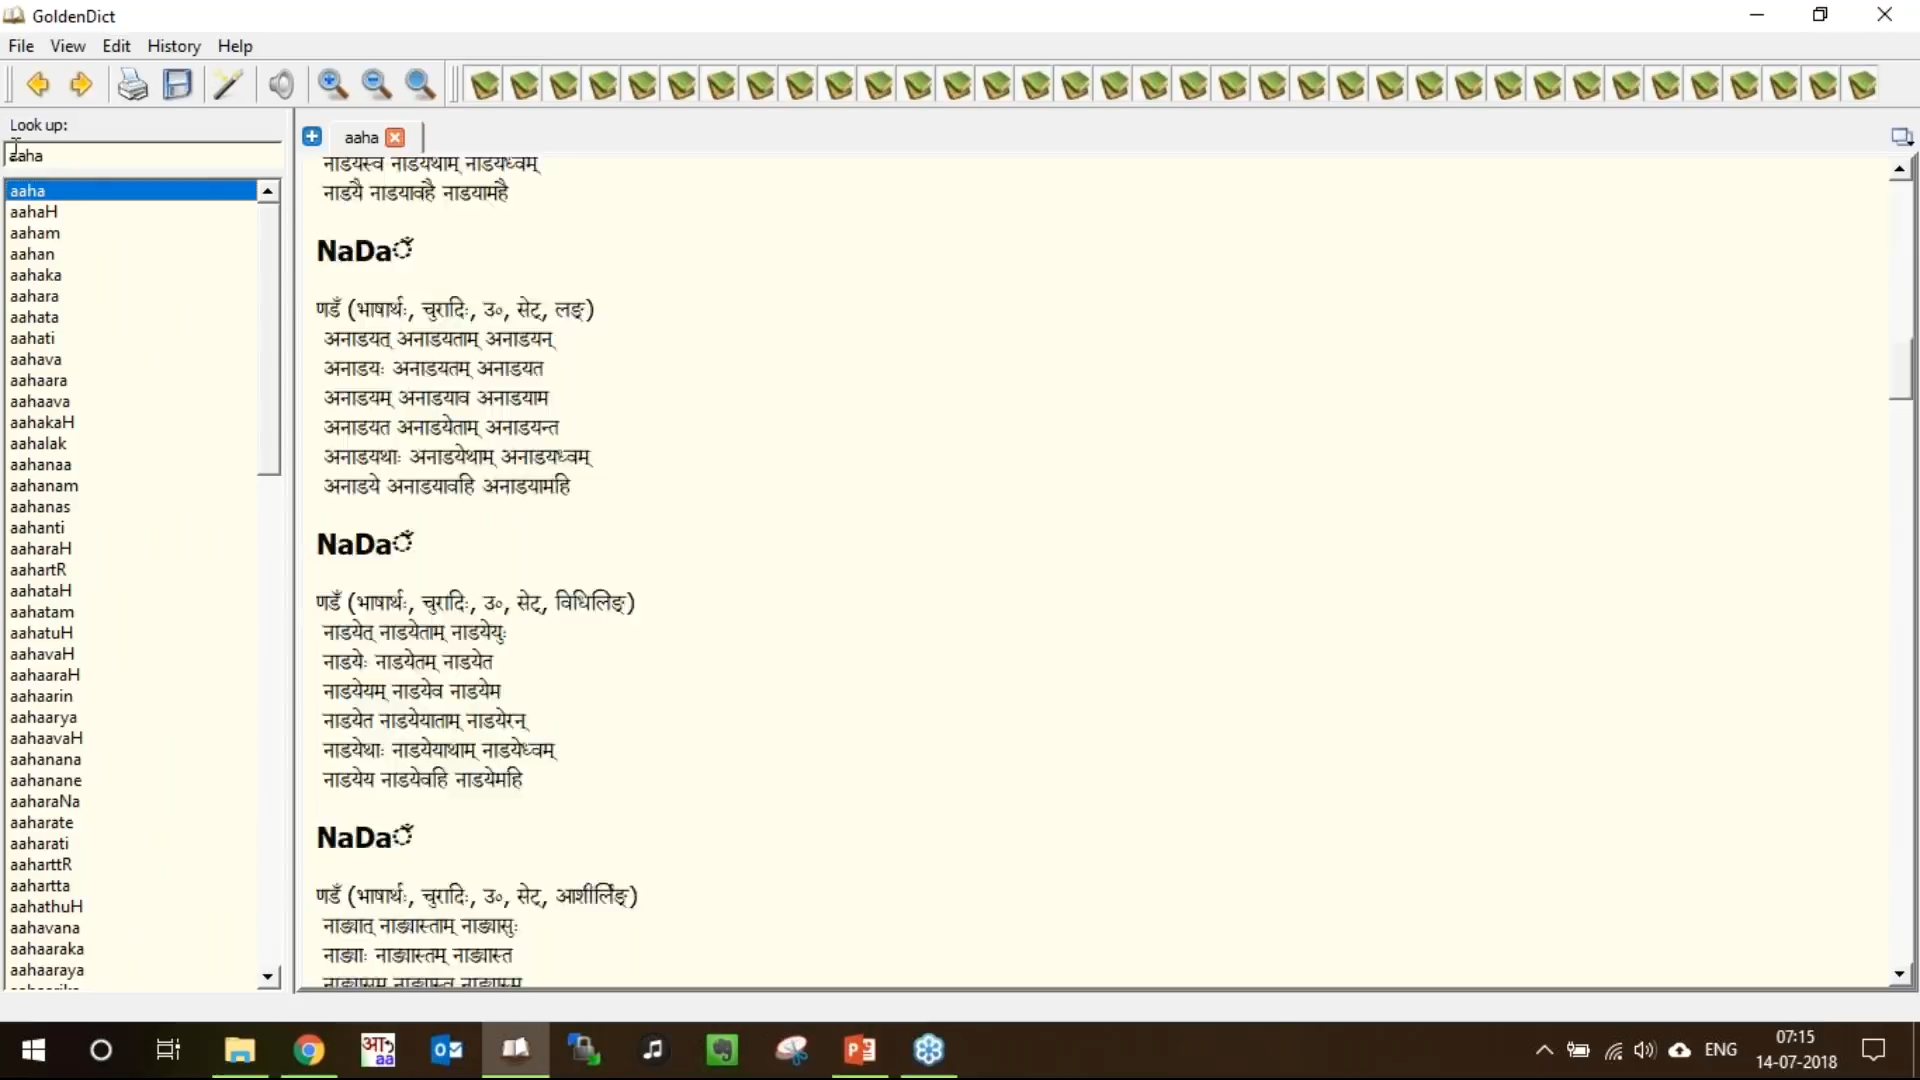 GoldenDict
File View Edit History Help
Look up:
aaha
aaha
aahaH
aaham
aahan
aahaka
aahara
aahata
aahati
aahava
aahaara
aahaava
aahakaH
aahalak
aahanaa
aahanam
aahanas
aahanti
aaharaH
aahartR
aahataH
aahatam
aahatuH
aahavaH
aahaaraH
aahaarin
aahaarya
aahaavaH
aahanana
aahanane
aaharaNa
aaharate
aaharati
aaharttR
aahartta
aahathuH
aahavana
aahaaraka
aahaaraya
aaha
नाडयस्व नाडयेथाम् नाडयध्वम्
नाडयै नाडयावहै नाडयामहै
NaDaँ
णडँ (भाषार्थः, चुरादिः, उ०, सेट्, लङ्)
अनाडयत् अनाडयताम् अनाडयन्
अनाडयः अनाडयतम् अनाडयत
अनाडयम् अनाडयाव अनाडयाम
अनाडयत अनाडयेताम् अनाडयन्त
अनाडयथाः अनाडयेथाम् अनाडयध्वम्
अनाडये अनाडयावहि अनाडयामहि
NaDaँ
णडँ (भाषार्थः, चुरादिः, उ०, सेट्, विधिलिङ्)
नाडयेत् नाडयेताम् नाडयेयुः
नाडयेः नाडयेतम् नाडयेत
नाडयेयम् नाडयेव नाडयेम
नाडयेत नाडयेयाताम् नाडयेरन्
नाडयेथाः नाडयेयाथाम् नाडयेध्वम्
नाडयेय नाडयेवहि नाडयेमहि
NaDaँ
णडँ (भाषार्थः, चुरादिः, उ०, सेट्, आशीर्लिङ्)
नाड्यात् नाड्यास्ताम् नाड्यासुः
नाड्याः नाड्यास्तम् नाड्यास्त
नाड्यासम् नाड्यास्व नाड्यास्म
आ aa
ENG
07:15
14-07-2018